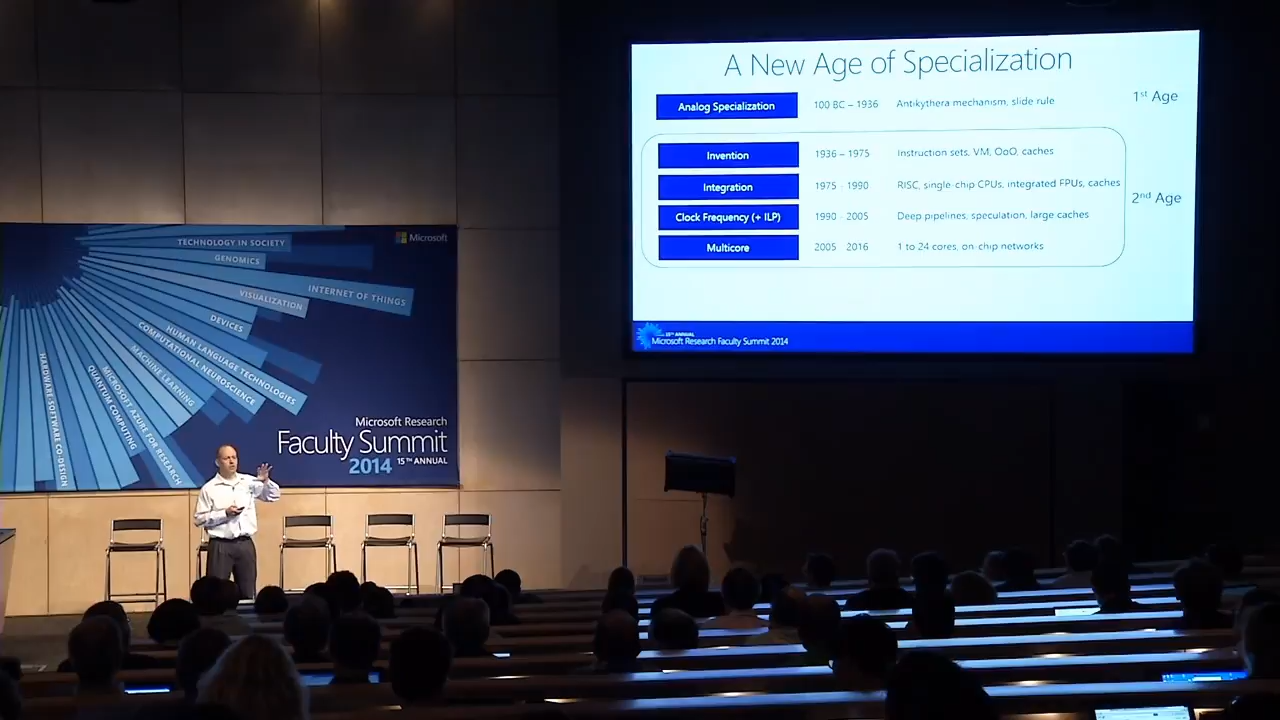 A New Age of Specialization
Analog Specialization 100 BC – 1936 Antikythera mechanism, slide rule 1st Age
Invention 1936 – 1975 Instruction sets, VM, OoO, caches
Integration 1975 - 1990 RISC, single-chip CPUs, integrated FPUs, caches
2nd Age
Clock Frequency (+ ILP) 1990 - 2005 Deep pipelines, speculation, large caches
Multicore 2005 - 2016 1 to 24 cores, on-chip networks
15TH ANNUAL
Microsoft Research Faculty Summit 2014
Microsoft
TECHNOLOGY IN SOCIETY
GENOMICS
INTERNET OF THINGS
VISUALIZATION
DEVICES
HUMAN LANGUAGE TECHNOLOGIES
COMPUTATIONAL NEUROSCIENCE
MACHINE LEARNING
MICROSOFT AZURE FOR RESEARCH
QUANTUM COMPUTING
HARDWARE-SOFTWARE CO-DESIGN
Microsoft Research
Faculty Summit
2014 15TH ANNUAL